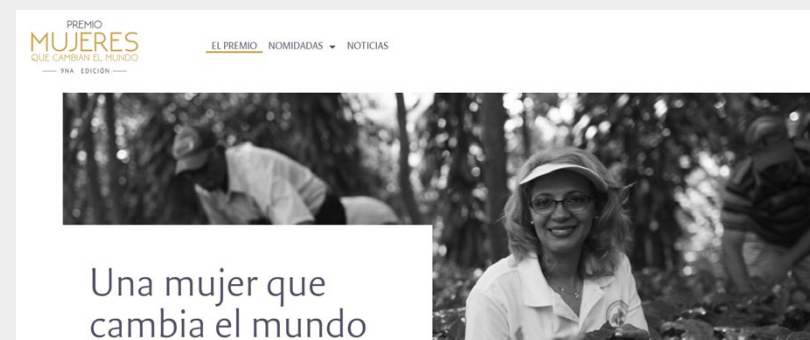 PREMIO
MUJERES
QUE CAMBIAN EL MUNDO
9NA EDICIÓN
EL PREMIO NOMIDADAS NOTICIAS
Una mujer que
cambia el mundo